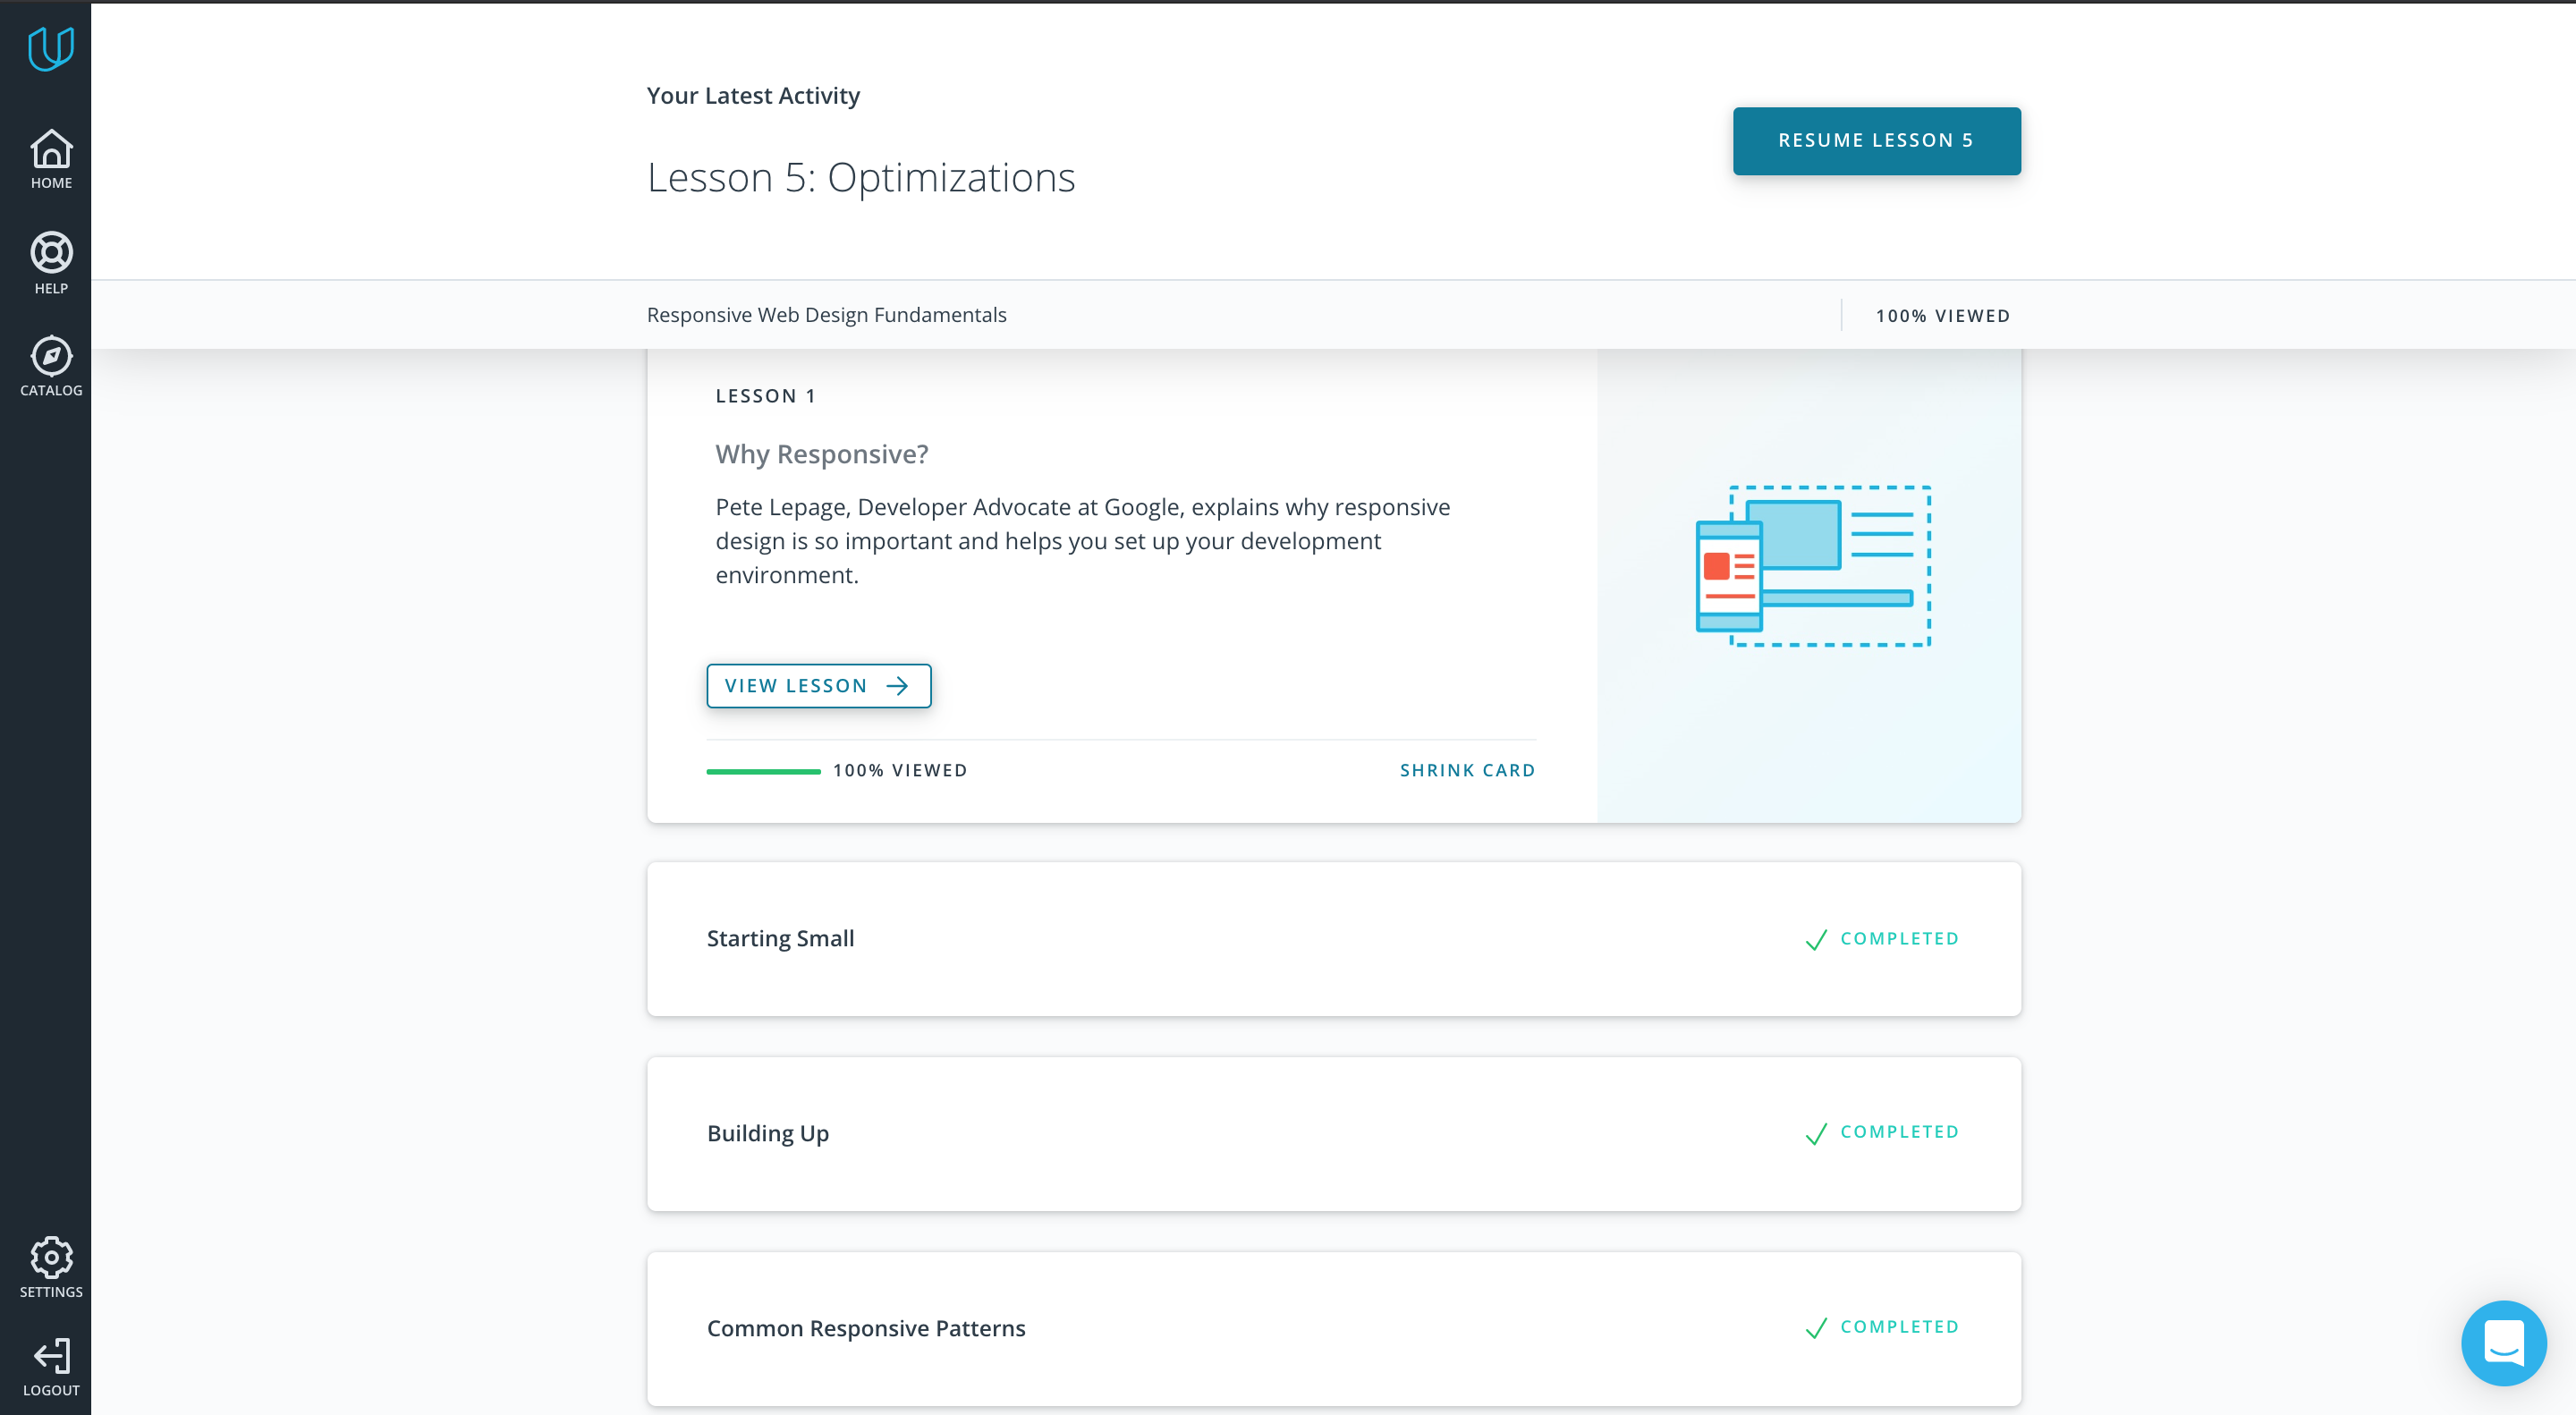 HOME
HELP
CATALOG
SETTINGS
LOGOUT
Your Latest Activity
Lesson 5: Optimizations
RESUME LESSON 5
Responsive Web Design Fundamentals
100% VIEWED
LESSON 1
Why Responsive?
Pete Lepage, Developer Advocate at Google, explains why responsive
design is so important and helps you set up your development
environment.
VIEW LESSON
100% VIEWED
SHRINK CARD
Starting Small
COMPLETED
Building Up
COMPLETED
Common Responsive Patterns
COMPLETED